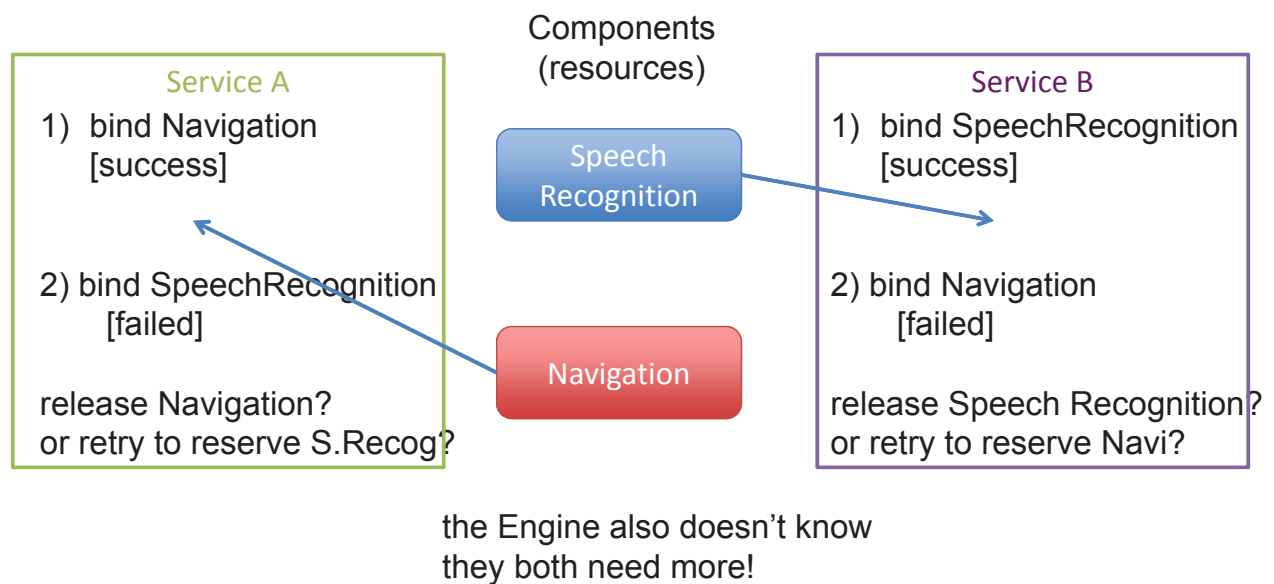 Components
(resources)
Service A
1) bind Navigation
[success]
2) bind SpeechRecognition
[failed]
release Navigation?
or retry to reserve S.Recog?
Speech
Recognition
Navigation
Service B
1) bind SpeechRecognition
[success]
2) bind Navigation
[failed]
release Speech Recognition?
or retry to reserve Navi?
the Engine also doesn’t know
they both need more!